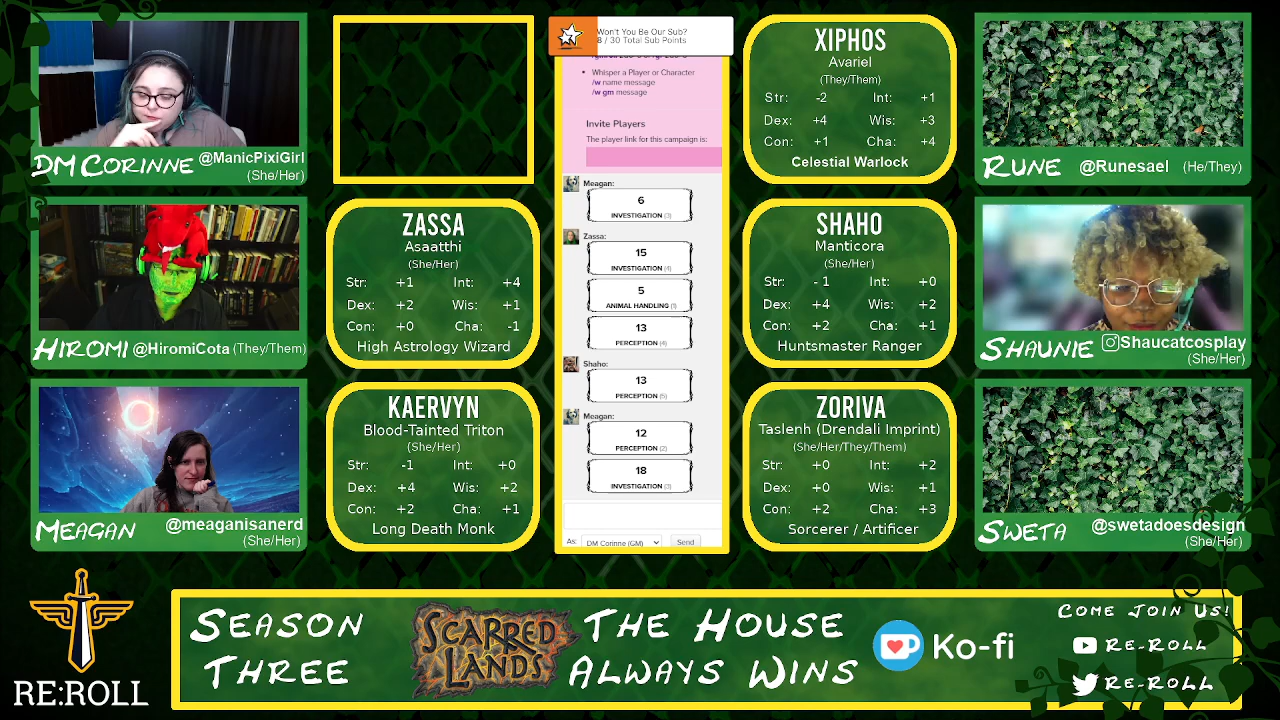 DM CORINNE @ManicPixiGirl
(She/Her)
HIROMI @HiromiCota (They/Them)
MEAGAN @meaganisanerd
(She/Her)
ZASSA
Asaatthi
(She/Her)
Str: +1 Int: +4
Dex: +2 Wis: +1
Con: +0 Cha: -1
High Astrology Wizard
KAERVYN
Blood-Tainted Triton
(She/Her)
Str: -1 Int: +0
Dex: +4 Wis: +2
Con: +2 Cha: +1
Long Death Monk
Won't You Be Our Sub?
8 / 30 Total Sub Points
• Whisper a Player or Character
/w name message
/w gm message
Invite Players
The player link for this campaign is:
Meagan:
6
INVESTIGATION (3)
Zassa:
15
INVESTIGATION (4)
5
ANIMAL HANDLING (1)
13
PERCEPTION (4)
Shaho:
13
PERCEPTION (5)
Meagan:
12
PERCEPTION (2)
18
INVESTIGATION (3)
As: DM Corinne (GM) Send
XIPHOS
Avariel
(They/Them)
Str: -2 Int: +1
Dex: +4 Wis: +3
Con: +1 Cha: +4
Celestial Warlock
SHAHO
Manticora
(She/Her)
Str: - 1 Int: +0
Dex: +4 Wis: +2
Con: +2 Cha: +1
Huntsmaster Ranger
ZORIVA
Taslenh (Drendali Imprint)
(She/Her/They/Them)
Str: +0 Int: +2
Dex: +0 Wis: +1
Con: +2 Cha: +3
Sorcerer / Artificer
RUNE @Runesael (He/They)
SHAUNIE Shaucatcosplay
(She/Her)
SWETA @swetadoesdesign
(She/Her)
RE:ROLL
SEASON
THREE
SCARRED
LANDS
THE HOUSE
ALWAYS WINS
Ko-fi
COME JOIN US!
RE-ROLL
RE-ROLL